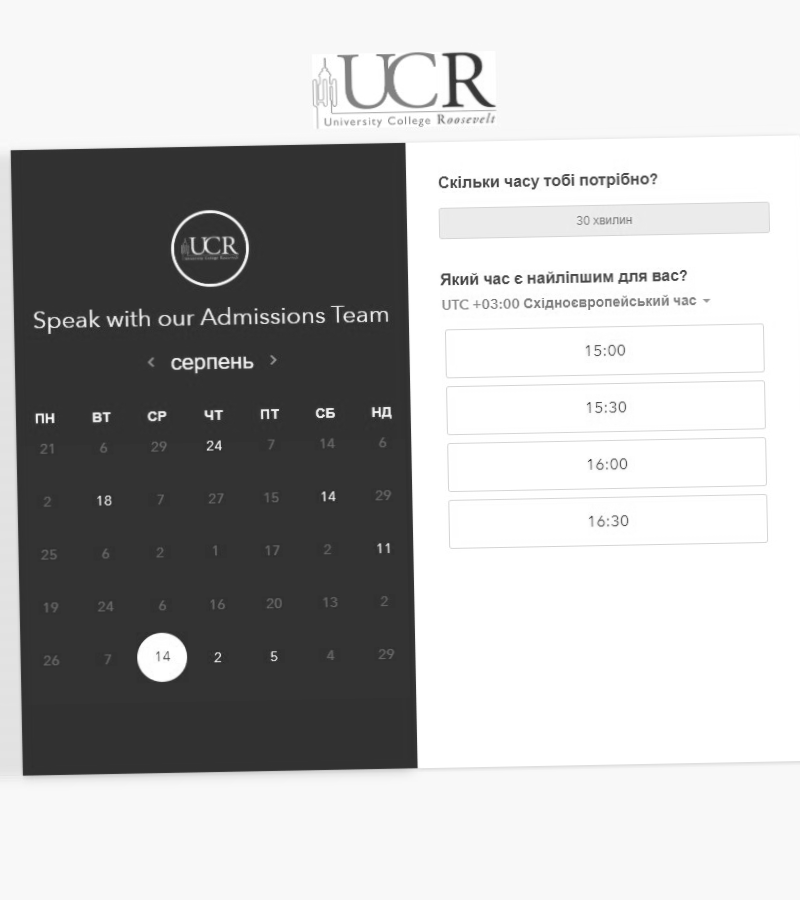 UCR
University College Roosevelt
UCR
Speak with our Admissions Team
серпень
ПН ВТ СР ЧТ ПТ СБ НД
21 6 29 24 7 14 6
2 18 7 27 15 14 29
25 6 2 1 17 2 11
19 24 6 16 20 13 2
26 7 14 2 5 4 29
Скільки часу тобі потрібно?
30 хвилин
Який час є найліпшим для вас?
UTC +03:00 Східноєвропейський час
15:00
15:30
16:00
16:30